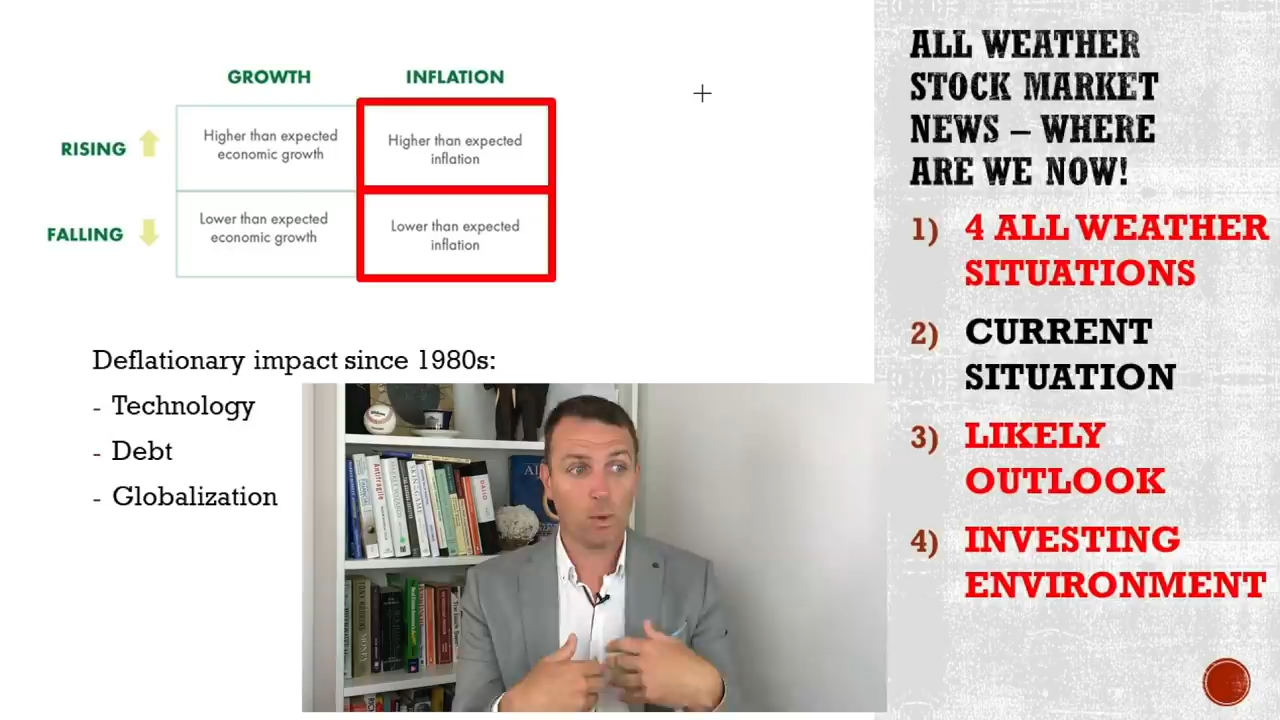 GROWTH INFLATION
RISING
Higher than expected
economic growth
Higher than expected
inflation
FALLING
Lower than expected
economic growth
Lower than expected
inflation
Deflationary impact since 1980s:
- Technology
- Debt
- Globalization
Antifragile
DALIO
ALL WEATHER
STOCK MARKET
NEWS – WHERE
ARE WE NOW!
1) 4 ALL WEATHER
SITUATIONS
2) CURRENT
SITUATION
3) LIKELY
OUTLOOK
4) INVESTING
ENVIRONMENT